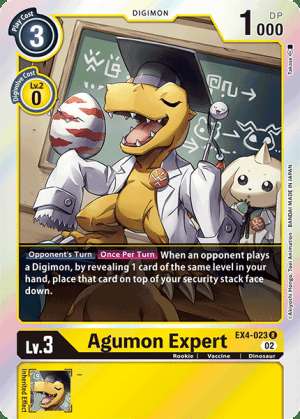 DIGIMON
Play Cost
3
1000
DP
Digivolve Cost
Lv.2
0
Opponent's Turn Once Per Turn When an opponent plays
a Digimon, by revealing 1 card of the same level in your
hand, place that card on top of your security stack face
down.
Lv.3
Agumon Expert
EX4-023 R
02
Rookie | Vaccine | Dinosaur
Inherited Effect
-